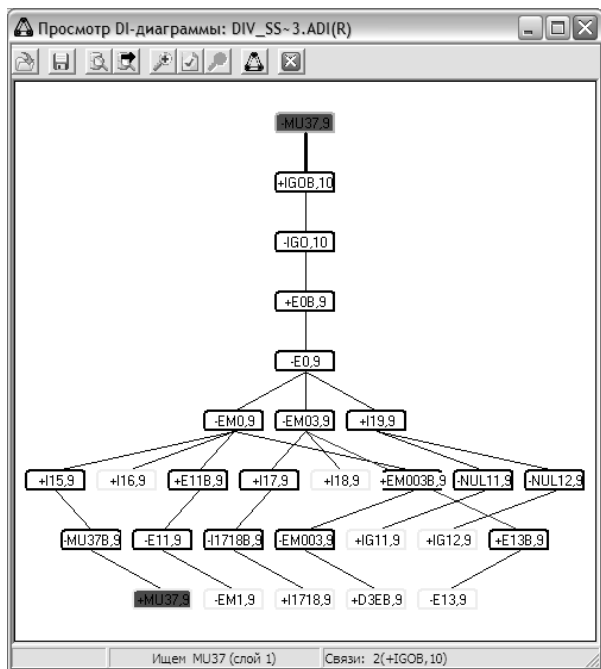 Просмотр DI-диаграммы: DIV_SS~3.ADI(R)
-MU37,9
+IGOB,10
-IGO,10
+E0B,9
-E0,9
-EM0,9 -EM03,9 +I19,9
+I15,9 +I16,9 +E11B,9 +I17,9 +I18,9 +EM003B,9 -NUL11,9 -NUL12,9
-MU37B,9 -E11,9 -I1718B,9 -EM003,9 +IG11,9 +IG12,9 +E13B,9
+MU37,9 -EM1,9 +I1718,9 +D3EB,9 -E13,9
Ищем MU37 (слой 1) Связи: 2(+IGOB,10)